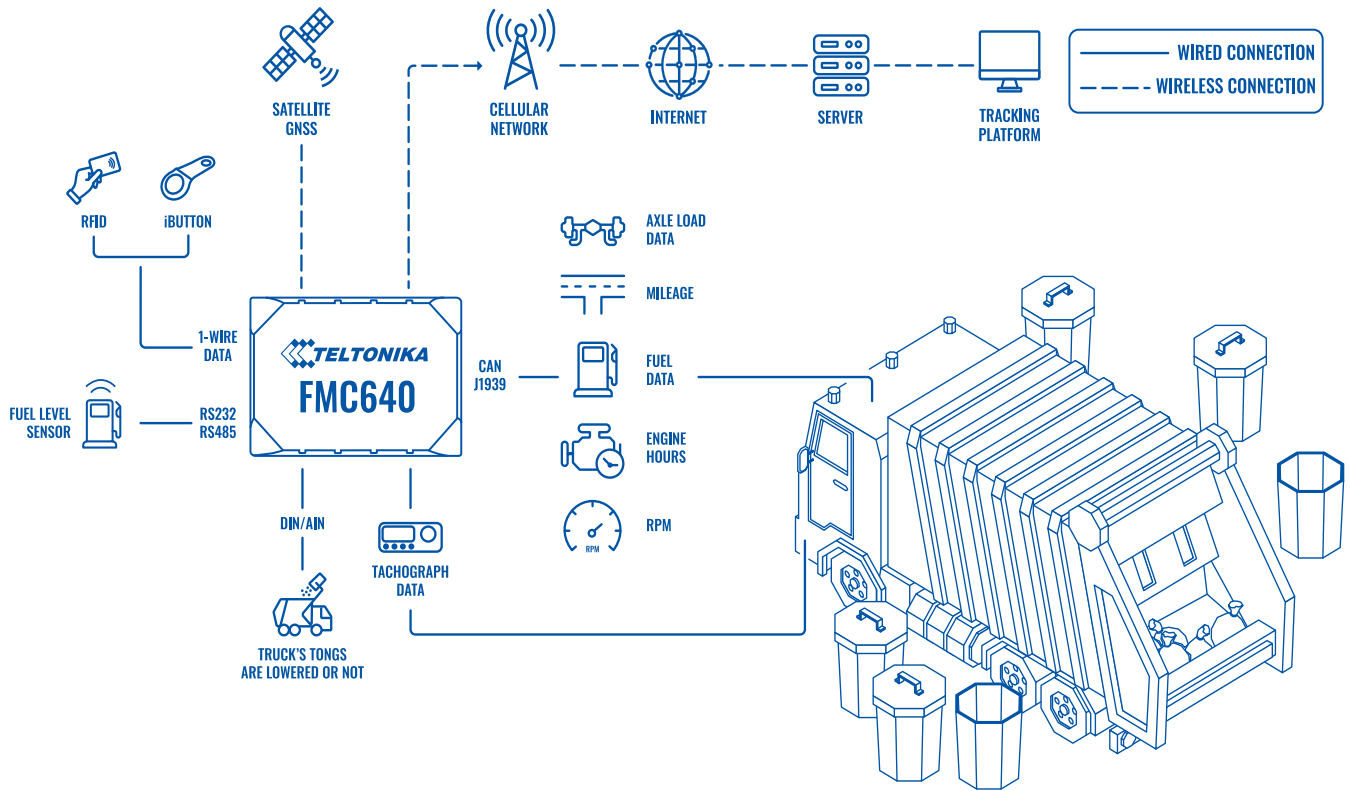 WIRED CONNECTION
WIRELESS CONNECTION
SATELLITE
GNSS
CELLULAR
NETWORK
INTERNET
SERVER
TRACKING
PLATFORM
RFID
iBUTTON
AXLE LOAD
DATA
MILEAGE
1-WIRE
DATA
TELTONIKA
FMC640
CAN
J1939
FUEL
DATA
FUEL LEVEL
SENSOR
RS232
RS485
ENGINE
HOURS
DIN/AIN
RPM
RPM
TACHOGRAPH
DATA
TRUCK'S TONGS
ARE LOWERED OR NOT